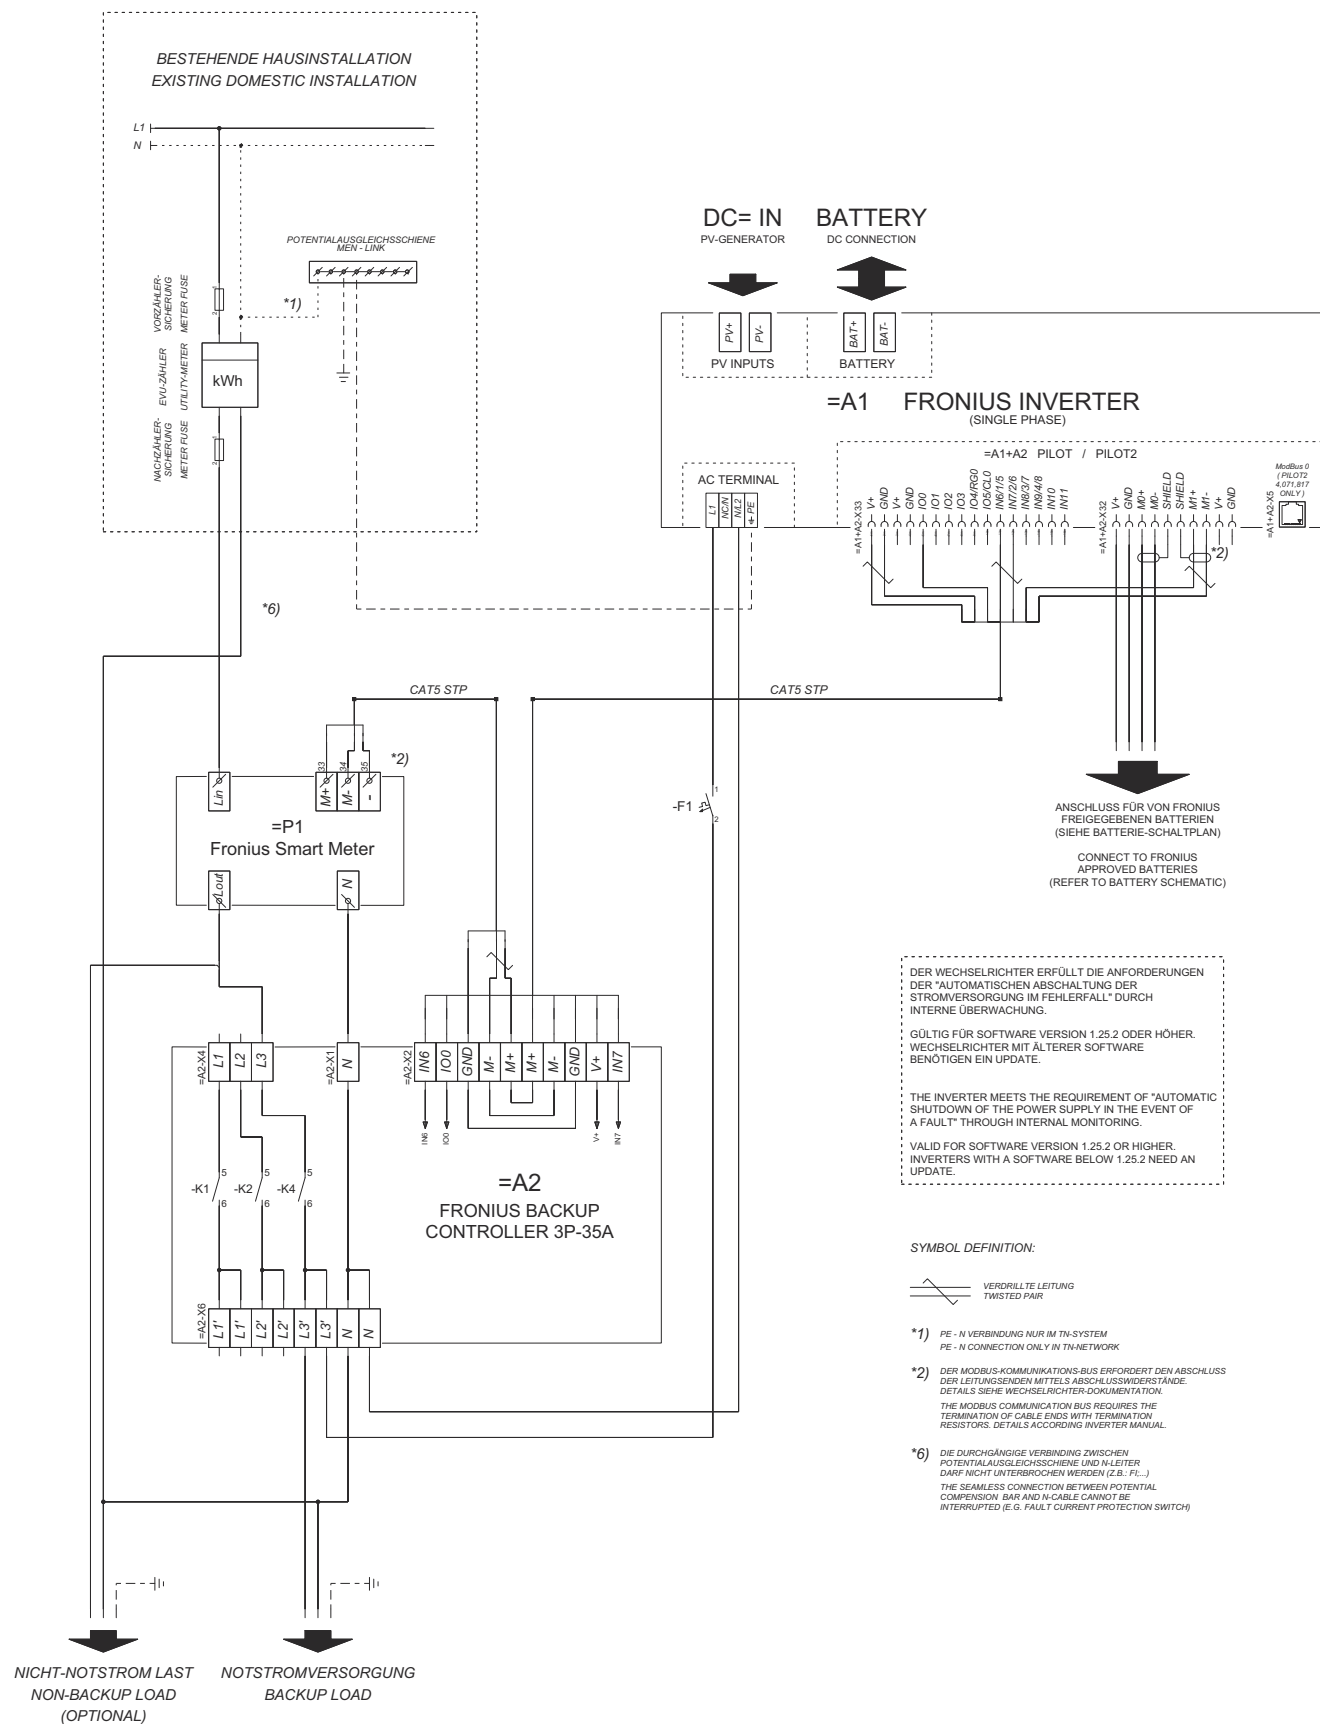 BESTEHENDE HAUSINSTALLATION
EXISTING DOMESTIC INSTALLATION
L1
N
POTENTIALAUSGLEICHSSCHIENE
MEN - LINK
*1)
VORZÄHLER-
SICHERUNG
METER FUSE
1
2
EVU-ZÄHLER
UTILITY-METER
kWh
NACHZÄHLER-
SICHERUNG
METER FUSE
1
2
*6)
DC= IN
PV-GENERATOR
BATTERY
DC CONNECTION
PV+
PV-
PV INPUTS
BAT+
BAT-
BATTERY
=A1 FRONIUS INVERTER
(SINGLE PHASE)
AC TERMINAL
L1
NC/N
N/L2
PE
=A1+A2 PILOT / PILOT2
=A1+A2-X33
V+
GND
V+
GND
IO0
IO1
IO2
IO3
IO4/RG0
IO5/CL0
IN6/1/5
IN7/2/6
IN8/3/7
IN9/4/8
IN10
IN11
=A1+A2-X32
V+
GND
M0+
M0-
SHIELD
SHIELD
M1+
M1-
V+
GND
*2)
=A1+A2-X5
ModBus 0
( PILOT2
4,071,817
ONLY )
CAT5 STP
CAT5 STP
Lin
M+
33
M-
34
-
35
*2)
=P1
Fronius Smart Meter
Lout
N
-F1
1
2
ANSCHLUSS FÜR VON FRONIUS
FREIGEGEBENEN BATTERIEN
(SIEHE BATTERIE-SCHALTPLAN)
CONNECT TO FRONIUS
APPROVED BATTERIES
(REFER TO BATTERY SCHEMATIC)
DER WECHSELRICHTER ERFÜLLT DIE ANFORDERUNGEN
DER "AUTOMATISCHEN ABSCHALTUNG DER
STROMVERSORGUNG IM FEHLERFALL" DURCH
INTERNE ÜBERWACHUNG.
GÜLTIG FÜR SOFTWARE VERSION 1.25.2 ODER HÖHER.
WECHSELRICHTER MIT ÄLTERER SOFTWARE
BENÖTIGEN EIN UPDATE.
THE INVERTER MEETS THE REQUIREMENT OF "AUTOMATIC
SHUTDOWN OF THE POWER SUPPLY IN THE EVENT OF
A FAULT" THROUGH INTERNAL MONITORING.
VALID FOR SOFTWARE VERSION 1.25.2 OR HIGHER.
INVERTERS WITH A SOFTWARE BELOW 1.25.2 NEED AN
UPDATE.
=A2-X4
L1
L2
L3
=A2-X1
N
=A2-X2
IN6
IO0
GND
M-
M+
M+
M-
GND
V+
IN7
IN6
IO0
V+
IN7
-K1
5
6
-K2
5
6
-K4
5
6
=A2
FRONIUS BACKUP
CONTROLLER 3P-35A
=A2-X6
L1'
L1'
L2'
L2'
L3'
L3'
N
N
SYMBOL DEFINITION:
VERDRILLTE LEITUNG
TWISTED PAIR
*1) PE - N VERBINDUNG NUR IM TN-SYSTEM
PE - N CONNECTION ONLY IN TN-NETWORK
*2) DER MODBUS-KOMMUNIKATIONS-BUS ERFORDERT DEN ABSCHLUSS
DER LEITUNGSENDEN MITTELS ABSCHLUSSWIDERSTÄNDE.
DETAILS SIEHE WECHSELRICHTER-DOKUMENTATION.
THE MODBUS COMMUNICATION BUS REQUIRES THE
TERMINATION OF CABLE ENDS WITH TERMINATION
RESISTORS. DETAILS ACCORDING INVERTER MANUAL.
*6) DIE DURCHGÄNGIGE VERBINDING ZWISCHEN
POTENTIALAUSGLEICHSSCHIENE UND N-LEITER
DARF NICHT UNTERBROCHEN WERDEN (Z.B.: FI;...)
THE SEAMLESS CONNECTION BETWEEN POTENTIAL
COMPENSION BAR AND N-CABLE CANNOT BE
INTERRUPTED (E.G. FAULT CURRENT PROTECTION SWITCH)
NICHT-NOTSTROM LAST
NON-BACKUP LOAD
(OPTIONAL)
NOTSTROMVERSORGUNG
BACKUP LOAD